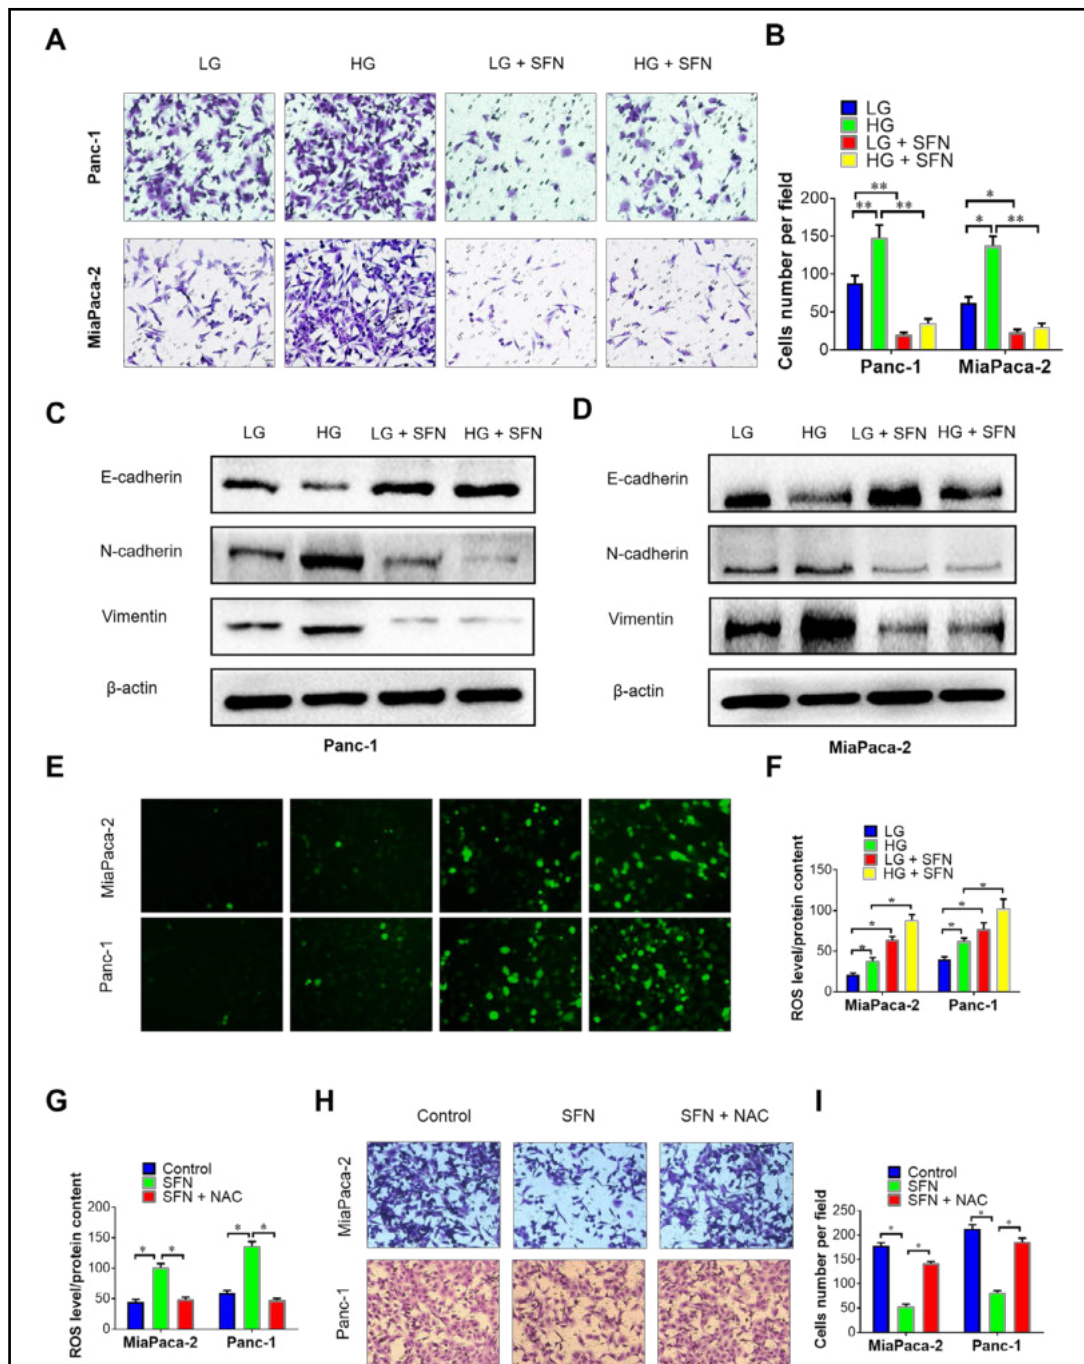 A
LG HG LG + SFN HG + SFN
Panc-1
MiaPaca-2
B
LG
HG
LG + SFN
HG + SFN
Cells number per field
200
150
100
50
0
** ** **
* * **
Panc-1 MiaPaca-2
C
LG HG LG + SFN HG + SFN
E-cadherin
N-cadherin
Vimentin
β-actin
Panc-1
D
LG HG LG + SFN HG + SFN
E-cadherin
N-cadherin
Vimentin
β-actin
MiaPaca-2
E
MiaPaca-2
Panc-1
F
LG
HG
LG + SFN
HG + SFN
ROS level/protein content
150
100
50
0
* * *
* * *
MiaPaca-2 Panc-1
G
Control
SFN
SFN + NAC
ROS level/protein content
200
150
100
50
0
* * * *
MiaPaca-2 Panc-1
H
Control SFN SFN + NAC
MiaPaca-2
Panc-1
I
Control
SFN
SFN + NAC
Cells number per field
250
200
150
100
50
0
* * * *
MiaPaca-2 Panc-1